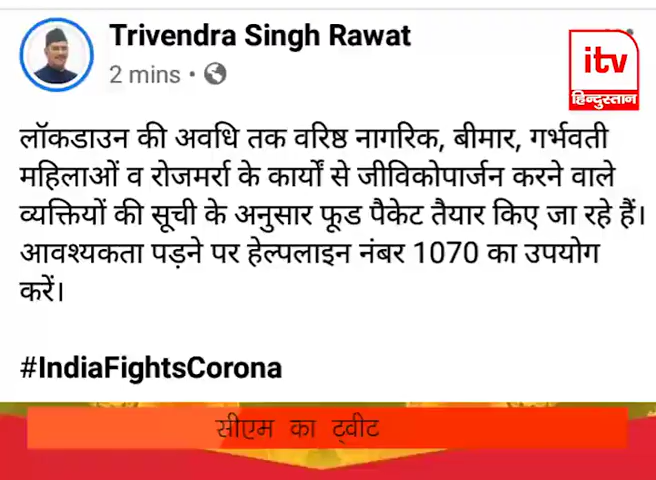 Trivendra Singh Rawat
2 mins
itv
हिन्दुस्तान
लॉकडाउन की अवधि तक वरिष्ठ नागरिक, बीमार, गर्भवती
महिलाओं व रोजमर्रा के कार्यों से जीविकोपार्जन करने वाले
व्यक्तियों की सूची के अनुसार फूड पैकेट तैयार किए जा रहे हैं।
आवश्यकता पड़ने पर हेल्पलाइन नंबर 1070 का उपयोग
करें।
#IndiaFightsCorona
सीएम का ट्वीट